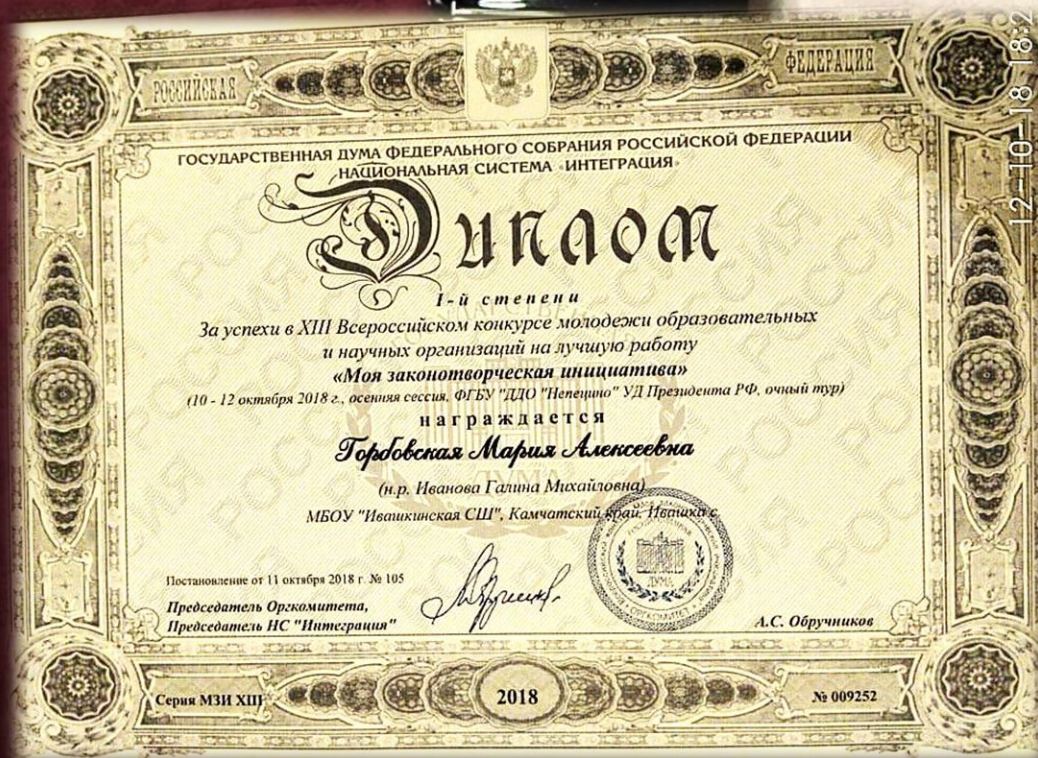 РОССИЙСКАЯ
ФЕДЕРАЦИЯ
ГОСУДАРСТВЕННАЯ ДУМА ФЕДЕРАЛЬНОГО СОБРАНИЯ РОССИЙСКОЙ ФЕДЕРАЦИИ
НАЦИОНАЛЬНАЯ СИСТЕМА «ИНТЕГРАЦИЯ»
Диплом
I-й степени
За успехи в XIII Всероссийском конкурсе молодежи образовательных
и научных организаций на лучшую работу
«Моя законотворческая инициатива»
(10 - 12 октября 2018 г., осенняя сессия, ФГБУ "ДДО "Непецино" УД Президента РФ, очный тур)
награждается
Горбовская Мария Алексеевна
(н.р. Иванова Галина Михайловна)
МБОУ "Ивашкинская СШ", Камчатский край, Ивашка с
ГОСУДАРСТВЕННАЯ
ДУМА
ОРГКОМИТЕТ
Постановление от 11 октября 2018 г. № 105
Председатель Оргкомитета,
Председатель НС "Интеграция"
А.С. Обручников
Серия МЗИ XIII
2018
№ 009252
12-10-18 18:2